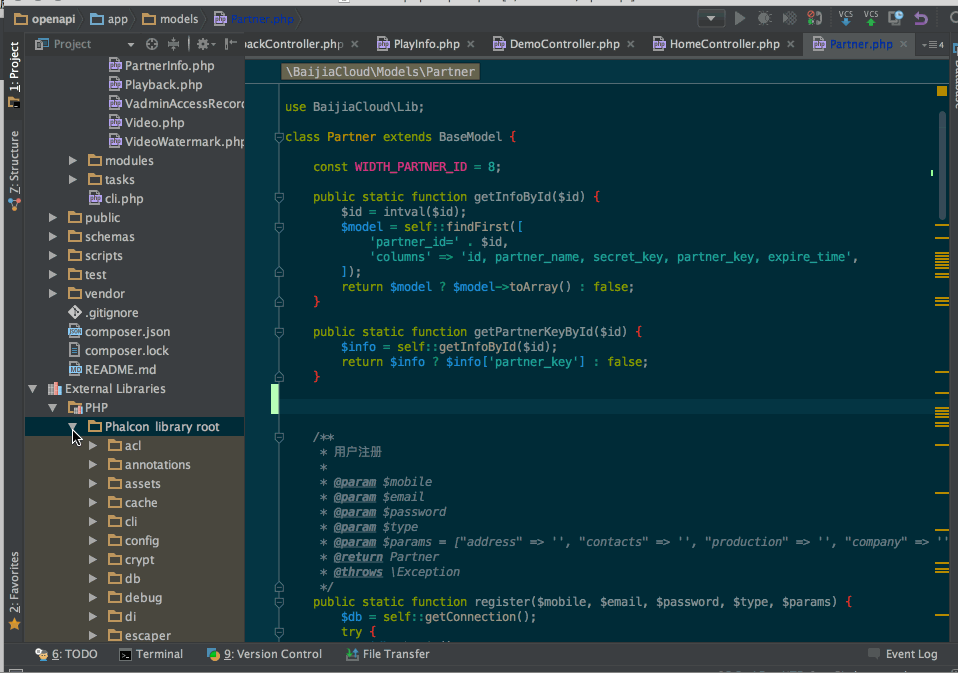 openapi app models Partner.php
VCS VCS
1: Project
7: Structure
2: Favorites
Project
ackController.php PlayInfo.php DemoController.php HomeController.php Partner.php 4
PartnerInfo.php
Playback.php
VadminAccessRecor
Video.php
VideoWatermark.php
modules
tasks
cli.php
public
schemas
scripts
test
vendor
.gitignore
composer.json
composer.lock
README.md
External Libraries
PHP
Phalcon library root
acl
annotations
assets
cache
cli
config
crypt
db
debug
di
escaper
\BaijiaCloud\Models\Partner
use BaijiaCloud\Lib;
class Partner extends BaseModel {
const WIDTH_PARTNER_ID = 8;
public static function getInfoById($id) {
$id = intval($id);
$model = self::findFirst([
'partner_id=' . $id,
'columns' => 'id, partner_name, secret_key, partner_key, expire_time',
]);
return $model ? $model->toArray() : false;
}
public static function getPartnerKeyById($id) {
$info = self::getInfoById($id);
return $info ? $info['partner_key'] : false;
}
/**
* 用户注册
*
* @param $mobile
* @param $email
* @param $password
* @param $type
* @param $params = ["address" => '', "contacts" => '', "production" => '', "company" => ''
* @return Partner
* @throws \Exception
*/
public static function register($mobile, $email, $password, $type, $params) {
$db = self::getConnection();
try {
6: TODO Terminal 9: Version Control File Transfer Event Log